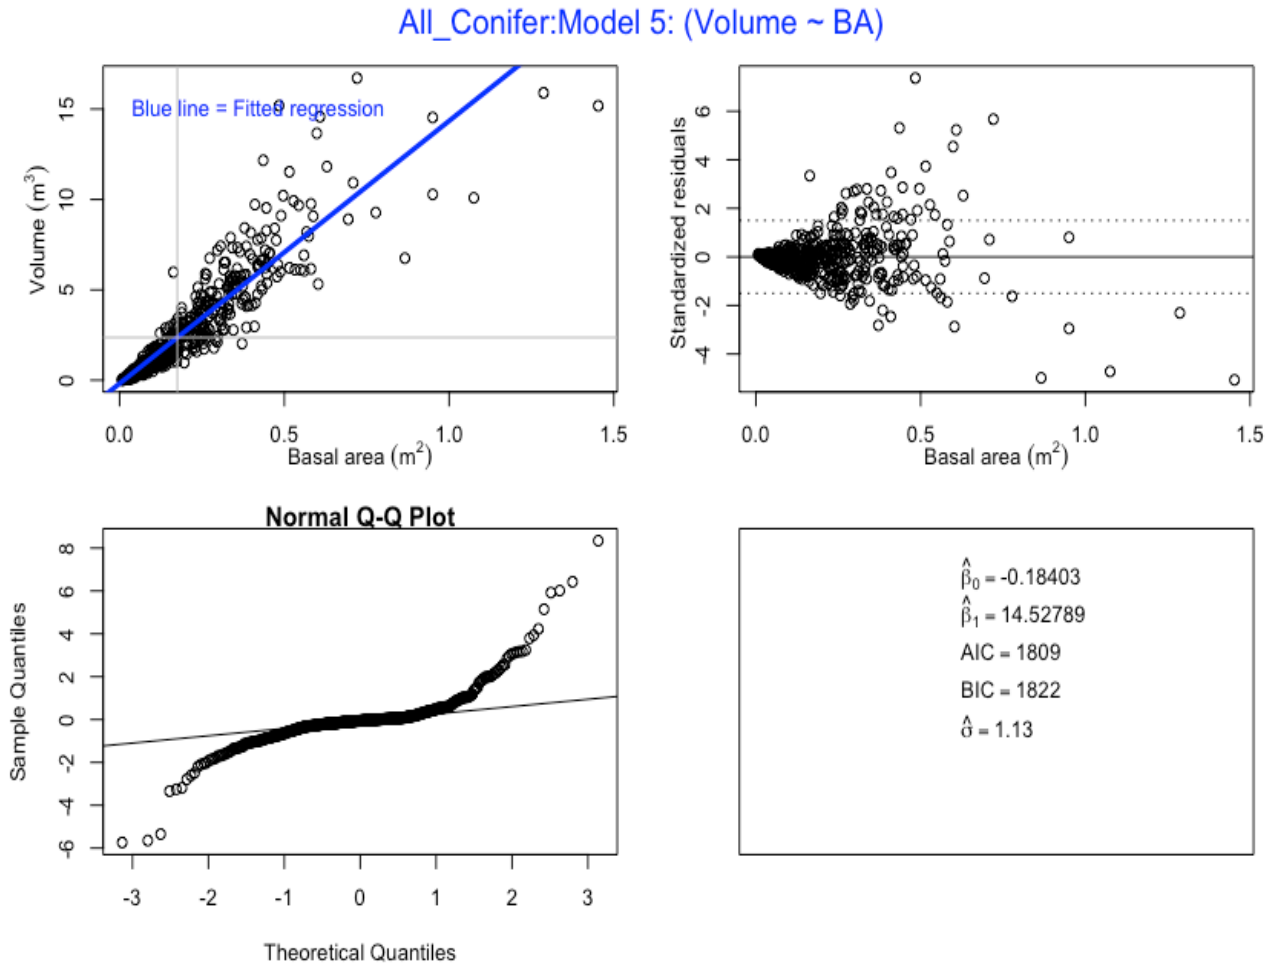 All_Conifer:Model 5: (Volume ~ BA)
Blue line = Fitted regression
Volume (m³)
15
10
5
0
0.0 0.5 1.0 1.5
Basal area (m²)
Standardized residuals
6
4
2
0
-2
-4
0.0 0.5 1.0 1.5
Basal area (m²)
Normal Q-Q Plot
Sample Quantiles
8
6
4
2
0
-2
-4
-6
-3 -2 -1 0 1 2 3
Theoretical Quantiles
β̂₀ = -0.18403
β̂₁ = 14.52789
AIC = 1809
BIC = 1822
σ̂ = 1.13